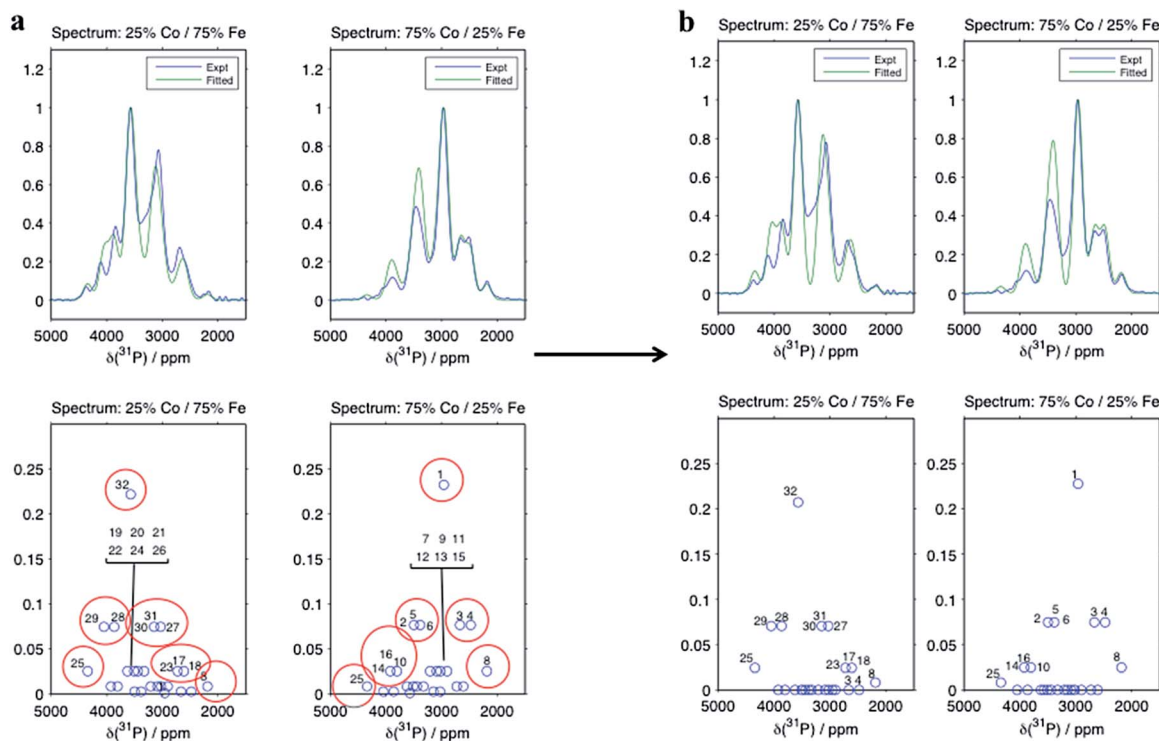 a
Spectrum: 25% Co / 75% Fe
Expt
Fitted
1.2
1
0.8
0.6
0.4
0.2
0
5000 4000 3000 2000
δ(³¹P) / ppm
Spectrum: 75% Co / 25% Fe
Expt
Fitted
1.2
1
0.8
0.6
0.4
0.2
0
5000 4000 3000 2000
δ(³¹P) / ppm
Spectrum: 25% Co / 75% Fe
0.25
0.2
0.15
0.1
0.05
0
32
19 20 21
22 24 26
29 28 31
30 27
25 17
23 18
8
1
5000 4000 3000 2000
δ(³¹P) / ppm
Spectrum: 75% Co / 25% Fe
0.25
0.2
0.15
0.1
0.05
0
1
7 9 11
12 13 15
5 3 4
2 6
16
14 10 8
25
5000 4000 3000 2000
δ(³¹P) / ppm
b
Spectrum: 25% Co / 75% Fe
Expt
Fitted
1.2
1
0.8
0.6
0.4
0.2
0
5000 4000 3000 2000
δ(³¹P) / ppm
Spectrum: 75% Co / 25% Fe
Expt
Fitted
1.2
1
0.8
0.6
0.4
0.2
0
5000 4000 3000 2000
δ(³¹P) / ppm
Spectrum: 25% Co / 75% Fe
0.25
0.2
0.15
0.1
0.05
0
32
29 28 31
30 27
25 17 18
23
3 4 8
5000 4000 3000 2000
δ(³¹P) / ppm
Spectrum: 75% Co / 25% Fe
0.25
0.2
0.15
0.1
0.05
0
1
5 3 4
2 6
16 8
14 10
25
5000 4000 3000 2000
δ(³¹P) / ppm